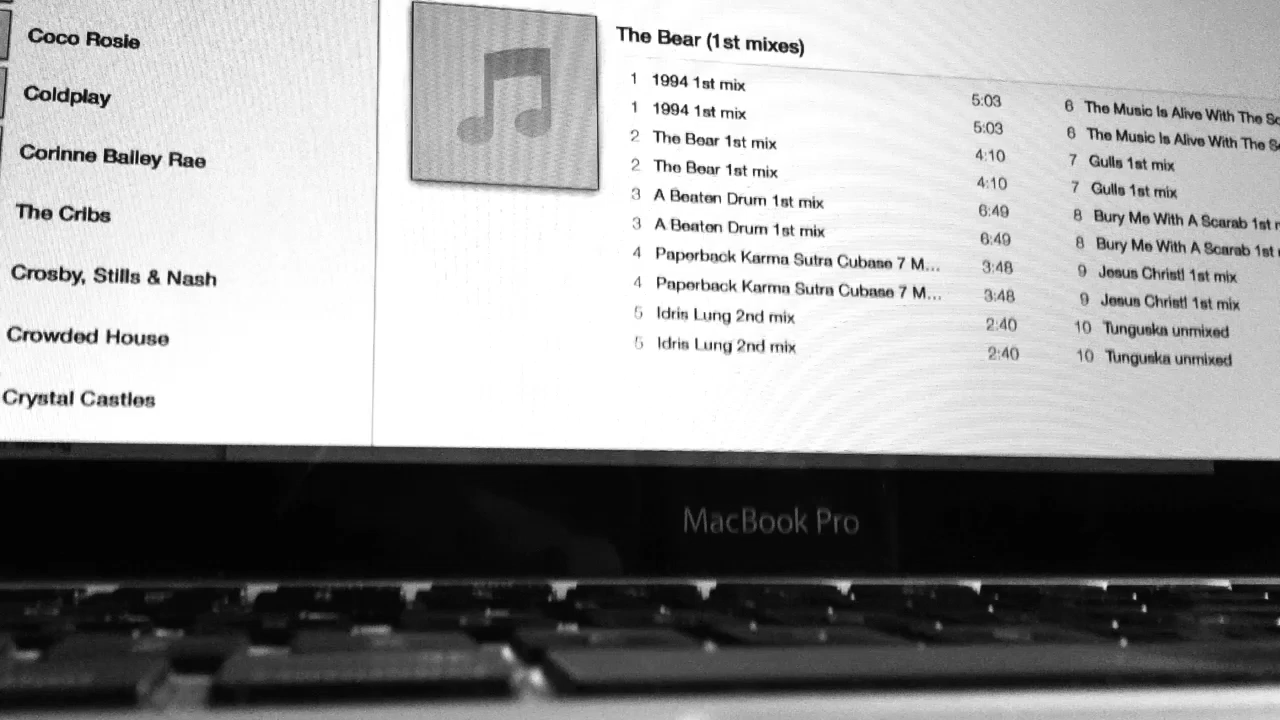 Coco Rosie
Coldplay
Corinne Bailey Rae
The Cribs
Crosby, Stills & Nash
Crowded House
Crystal Castles
The Bear (1st mixes)
1 1994 1st mix 5:03
1 1994 1st mix 5:03
2 The Bear 1st mix 4:10
2 The Bear 1st mix 4:10
3 A Beaten Drum 1st mix 6:49
3 A Beaten Drum 1st mix 6:49
4 Paperback Karma Sutra Cubase 7 M... 3:48
4 Paperback Karma Sutra Cubase 7 M... 3:48
5 Idris Lung 2nd mix 2:40
5 Idris Lung 2nd mix 2:40
6 The Music Is Alive With The
6 The Music Is Alive With The
7 Gulls 1st mix
7 Gulls 1st mix
8 Bury Me With A Scarab 1st
8 Bury Me With A Scarab 1st
9 Jesus Christ! 1st mix
9 Jesus Christ! 1st mix
10 Tunguska unmixed
10 Tunguska unmixed
MacBook Pro